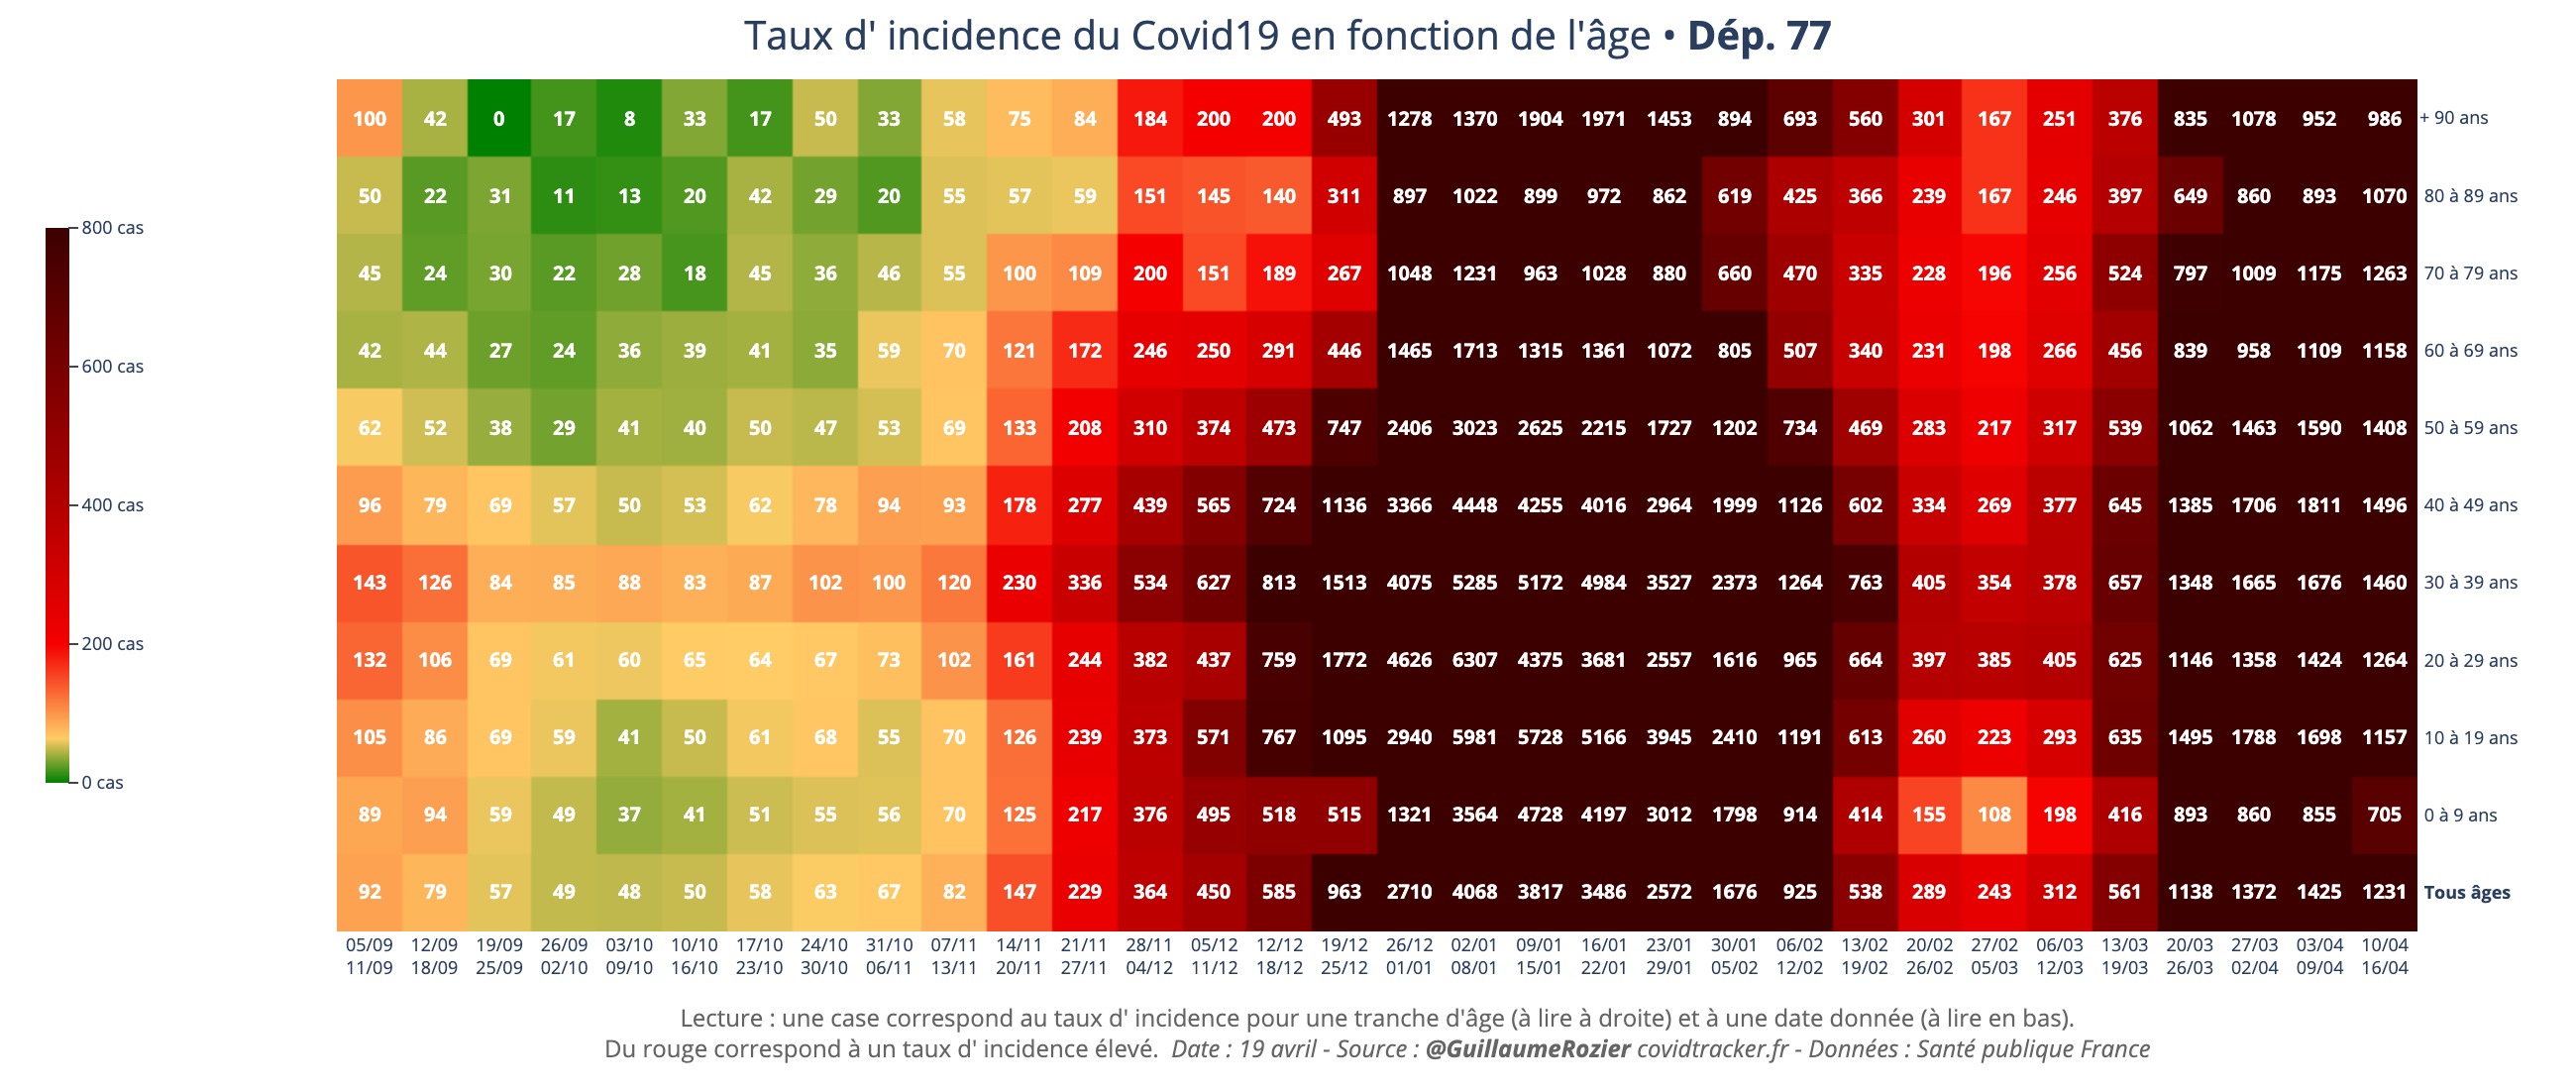 Taux d' incidence du Covid19 en fonction de l'âge • Dép. 77
100 42 0 17 8 33 17 50 33 58 75 84 184 200 200 493 1278 1370 1904 1971 1453 894 693 560 301 167 251 376 835 1078 952 986 + 90 ans
50 22 31 11 13 20 42 29 20 55 57 59 151 145 140 311 897 1022 899 972 862 619 425 366 239 167 246 397 649 860 893 1070 80 à 89 ans
800 cas
45 24 30 22 28 18 45 36 46 55 100 109 200 151 189 267 1048 1231 963 1028 880 660 470 335 228 196 256 524 797 1009 1175 1263 70 à 79 ans
42 44 27 24 36 39 41 35 59 70 121 172 246 250 291 446 1465 1713 1315 1361 1072 805 507 340 231 198 266 456 839 958 1109 1158 60 à 69 ans
600 cas
62 52 38 29 41 40 50 47 53 69 133 208 310 374 473 747 2406 3023 2625 2215 1727 1202 734 469 283 217 317 539 1062 1463 1590 1408 50 à 59 ans
400 cas
96 79 69 57 50 53 62 78 94 93 178 277 439 565 724 1136 3366 4448 4255 4016 2964 1999 1126 602 334 269 377 645 1385 1706 1811 1496 40 à 49 ans
143 126 84 85 88 83 87 102 100 120 230 336 534 627 813 1513 4075 5285 5172 4984 3527 2373 1264 763 405 354 378 657 1348 1665 1676 1460 30 à 39 ans
200 cas
132 106 69 61 60 65 64 67 73 102 161 244 382 437 759 1772 4626 6307 4375 3681 2557 1616 965 664 397 385 405 625 1146 1358 1424 1264 20 à 29 ans
105 86 69 59 41 50 61 68 55 70 126 239 373 571 767 1095 2940 5981 5728 5166 3945 2410 1191 613 260 223 293 635 1495 1788 1698 1157 10 à 19 ans
0 cas
89 94 59 49 37 41 51 55 56 70 125 217 376 495 518 515 1321 3564 4728 4197 3012 1798 914 414 155 108 198 416 893 860 855 705 0 à 9 ans
92 79 57 49 48 50 58 63 67 82 147 229 364 450 585 963 2710 4068 3817 3486 2572 1676 925 538 289 243 312 561 1138 1372 1425 1231 Tous âges
05/09 12/09 19/09 26/09 03/10 10/10 17/10 24/10 31/10 07/11 14/11 21/11 28/11 05/12 12/12 19/12 26/12 02/01 09/01 16/01 23/01 30/01 06/02 13/02 20/02 27/02 06/03 13/03 20/03 27/03 03/04 10/04
11/09 18/09 25/09 02/10 09/10 16/10 23/10 30/10 06/11 13/11 20/11 27/11 04/12 11/12 18/12 25/12 01/01 08/01 15/01 22/01 29/01 05/02 12/02 19/02 26/02 05/03 12/03 19/03 26/03 02/04 09/04 16/04
Lecture : une case correspond au taux d' incidence pour une tranche d'âge (à lire à droite) et à une date donnée (à lire en bas).
Du rouge correspond à un taux d' incidence élevé. Date : 19 avril - Source : @GuillaumeRozier covidtracker.fr - Données : Santé publique France